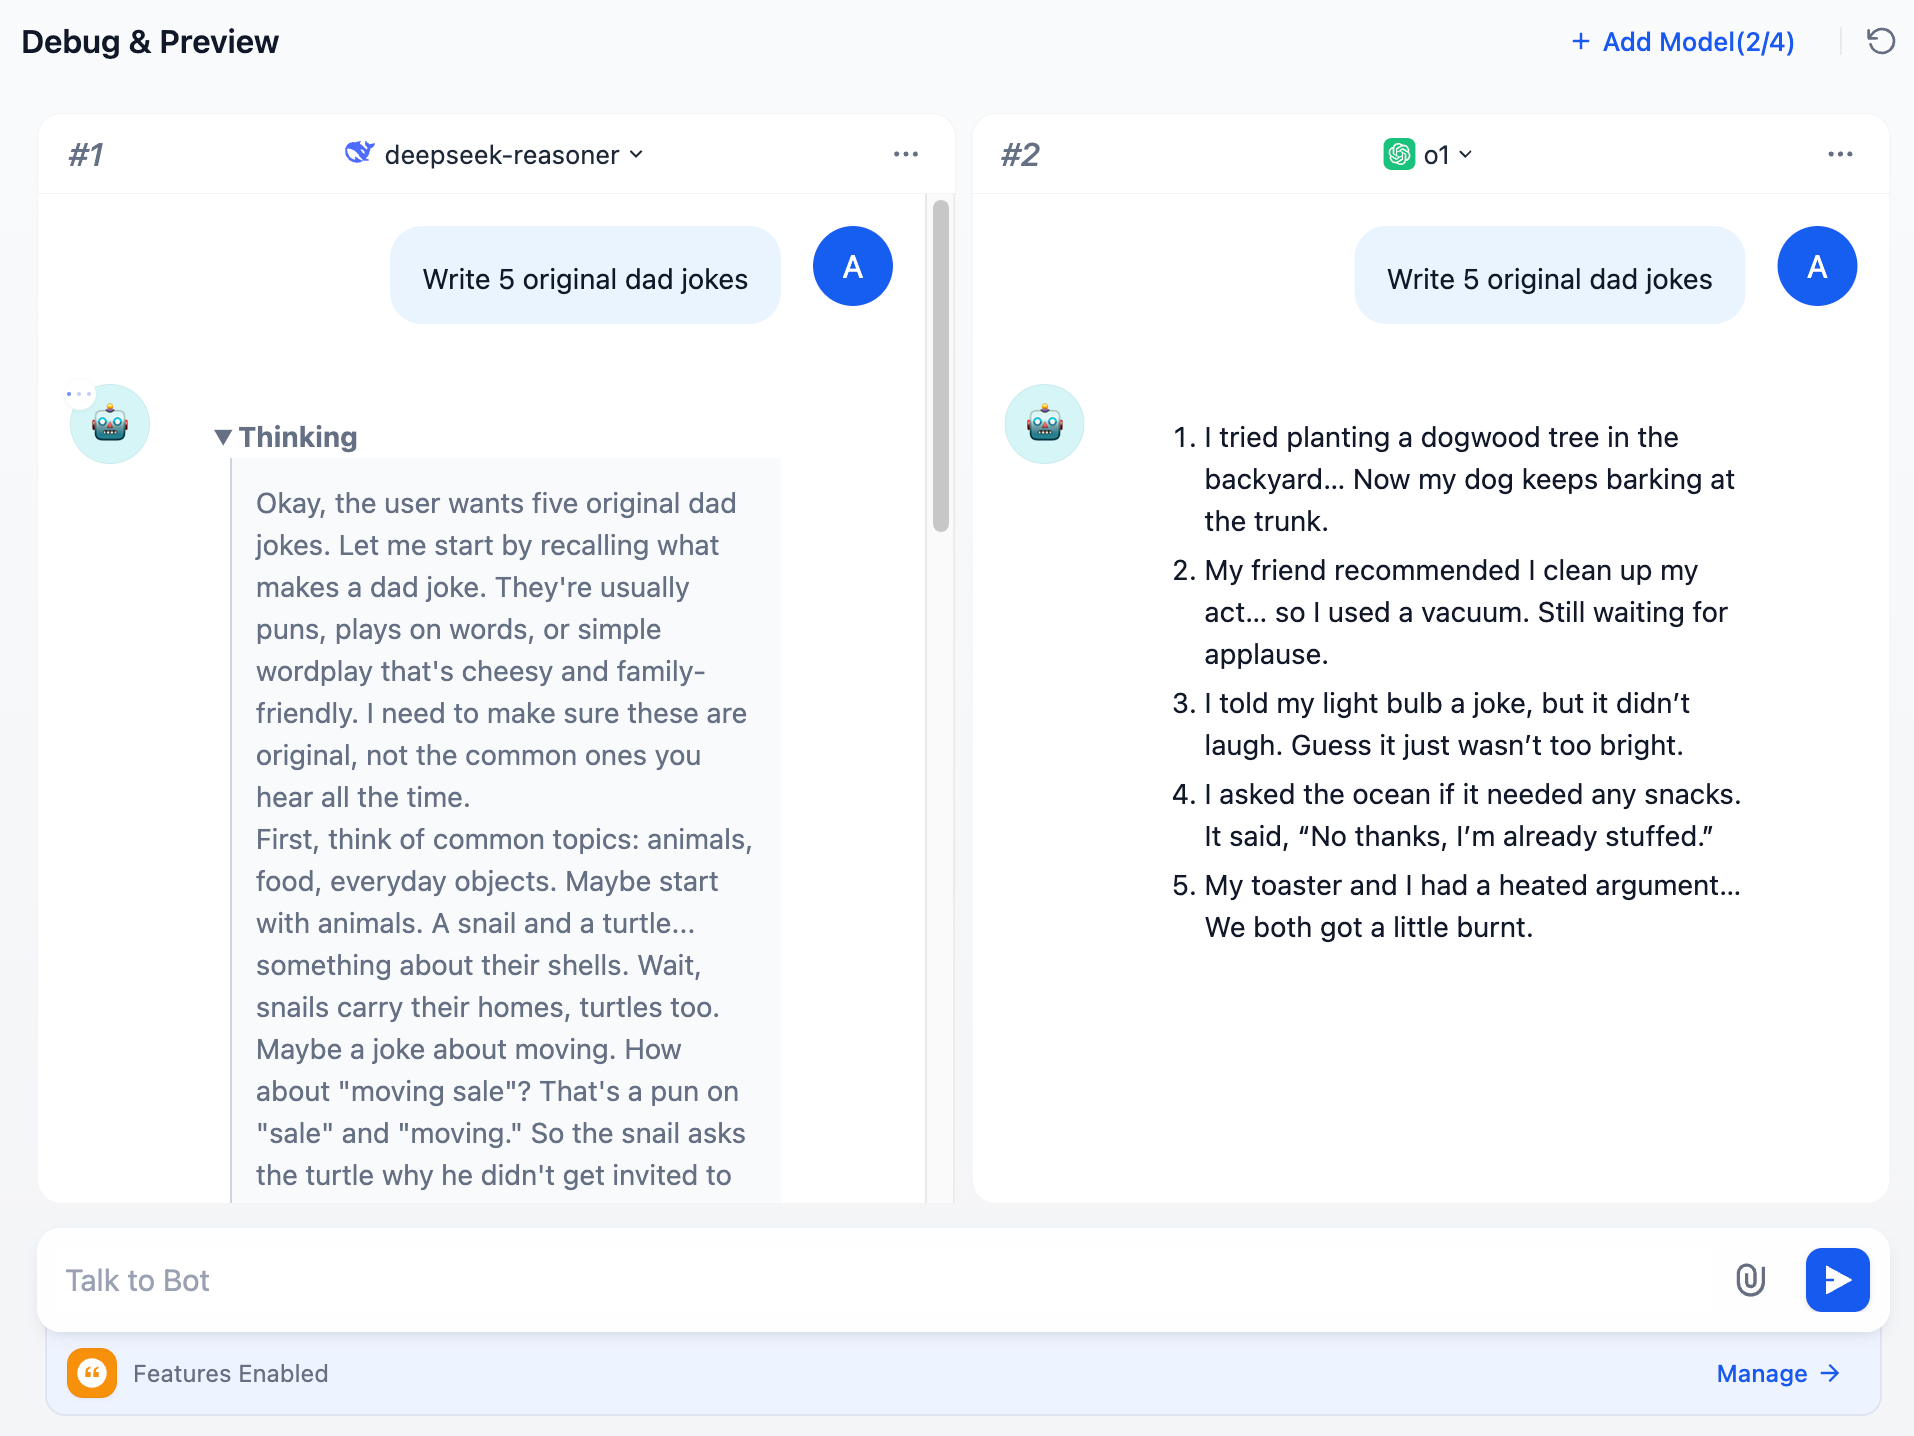 Debug & Preview
+ Add Model(2/4)
#1
deepseek-reasoner
Write 5 original dad jokes
A
Thinking
Okay, the user wants five original dad
jokes. Let me start by recalling what
makes a dad joke. They're usually
puns, plays on words, or simple
wordplay that's cheesy and family-
friendly. I need to make sure these are
original, not the common ones you
hear all the time.
First, think of common topics: animals,
food, everyday objects. Maybe start
with animals. A snail and a turtle...
something about their shells. Wait,
snails carry their homes, turtles too.
Maybe a joke about moving. How
about "moving sale"? That's a pun on
"sale" and "moving." So the snail asks
the turtle why he didn't get invited to
#2
o1
Write 5 original dad jokes
A
1. I tried planting a dogwood tree in the
backyard… Now my dog keeps barking at
the trunk.
2. My friend recommended I clean up my
act… so I used a vacuum. Still waiting for
applause.
3. I told my light bulb a joke, but it didn’t
laugh. Guess it just wasn’t too bright.
4. I asked the ocean if it needed any snacks.
It said, “No thanks, I’m already stuffed.”
5. My toaster and I had a heated argument…
We both got a little burnt.
Talk to Bot
Features Enabled
Manage →